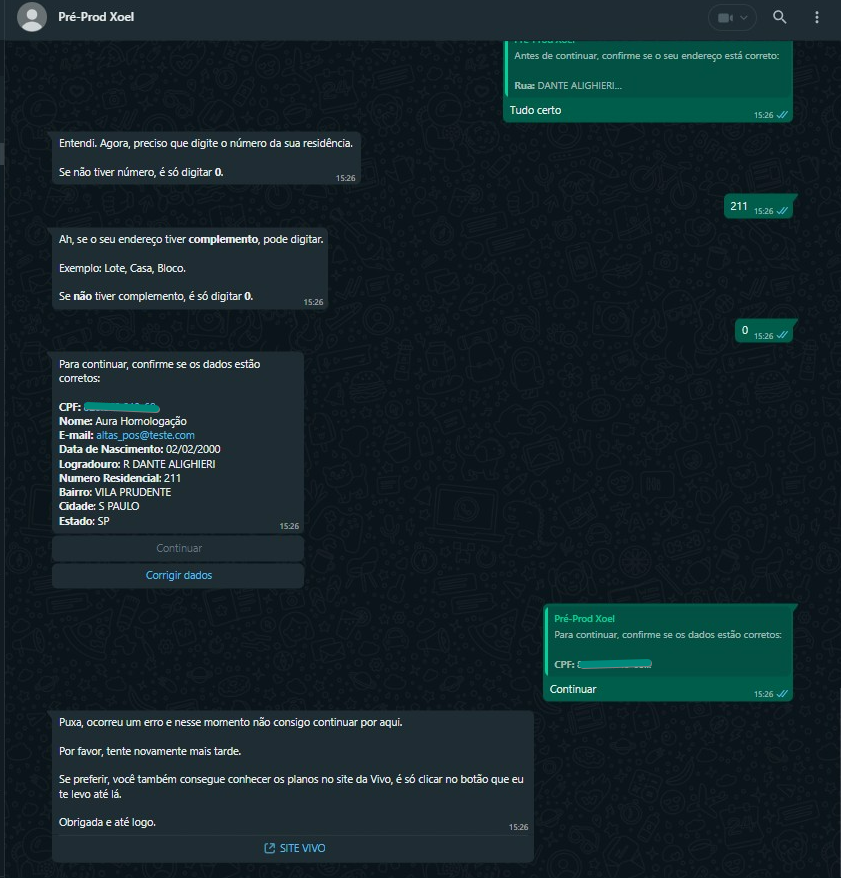 Pré-Prod Xoel
Antes de continuar, confirme se o seu endereço está correto:
Rua: DANTE ALIGHIERI...
Tudo certo
15:26
Entendi. Agora, preciso que digite o número da sua residência.
Se não tiver número, é só digitar 0.
15:26
211
15:26
Ah, se o seu endereço tiver complemento, pode digitar.
Exemplo: Lote, Casa, Bloco.
Se não tiver complemento, é só digitar 0.
15:26
0
15:26
Para continuar, confirme se os dados estão
corretos:
CPF:
Nome: Aura Homologação
E-mail: altas_pos@teste.com
Data de Nascimento: 02/02/2000
Logradouro: R DANTE ALIGHIERI
Numero Residencial: 211
Bairro: VILA PRUDENTE
Cidade: S PAULO
Estado: SP
15:26
Continuar
Corrigir dados
Pré-Prod Xoel
Para continuar, confirme se os dados estão corretos:
CPF:
Continuar
15:26
Puxa, ocorreu um erro e nesse momento não consigo continuar por aqui.
Por favor, tente novamente mais tarde.
Se preferir, você também consegue conhecer os planos no site da Vivo, é só clicar no botão que eu
te levo até lá.
Obrigada e até logo.
15:26
SITE VIVO